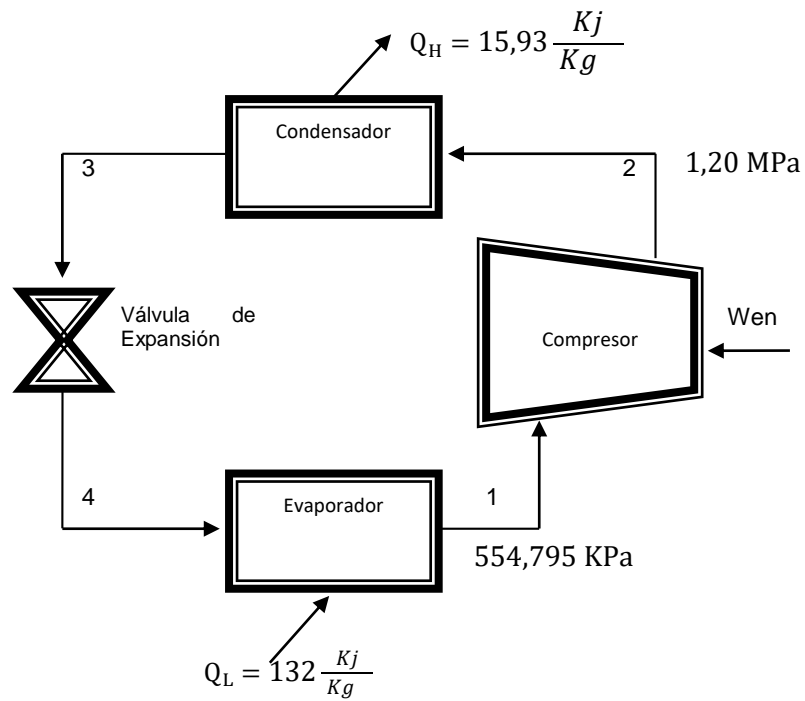 Q_H = 15,93 Kj/Kg
Condensador
3
2
1,20 MPa
Válvula de
Expansión
Compresor
Wen
4
Evaporador
1
554,795 KPa
Q_L = 132 Kj/Kg